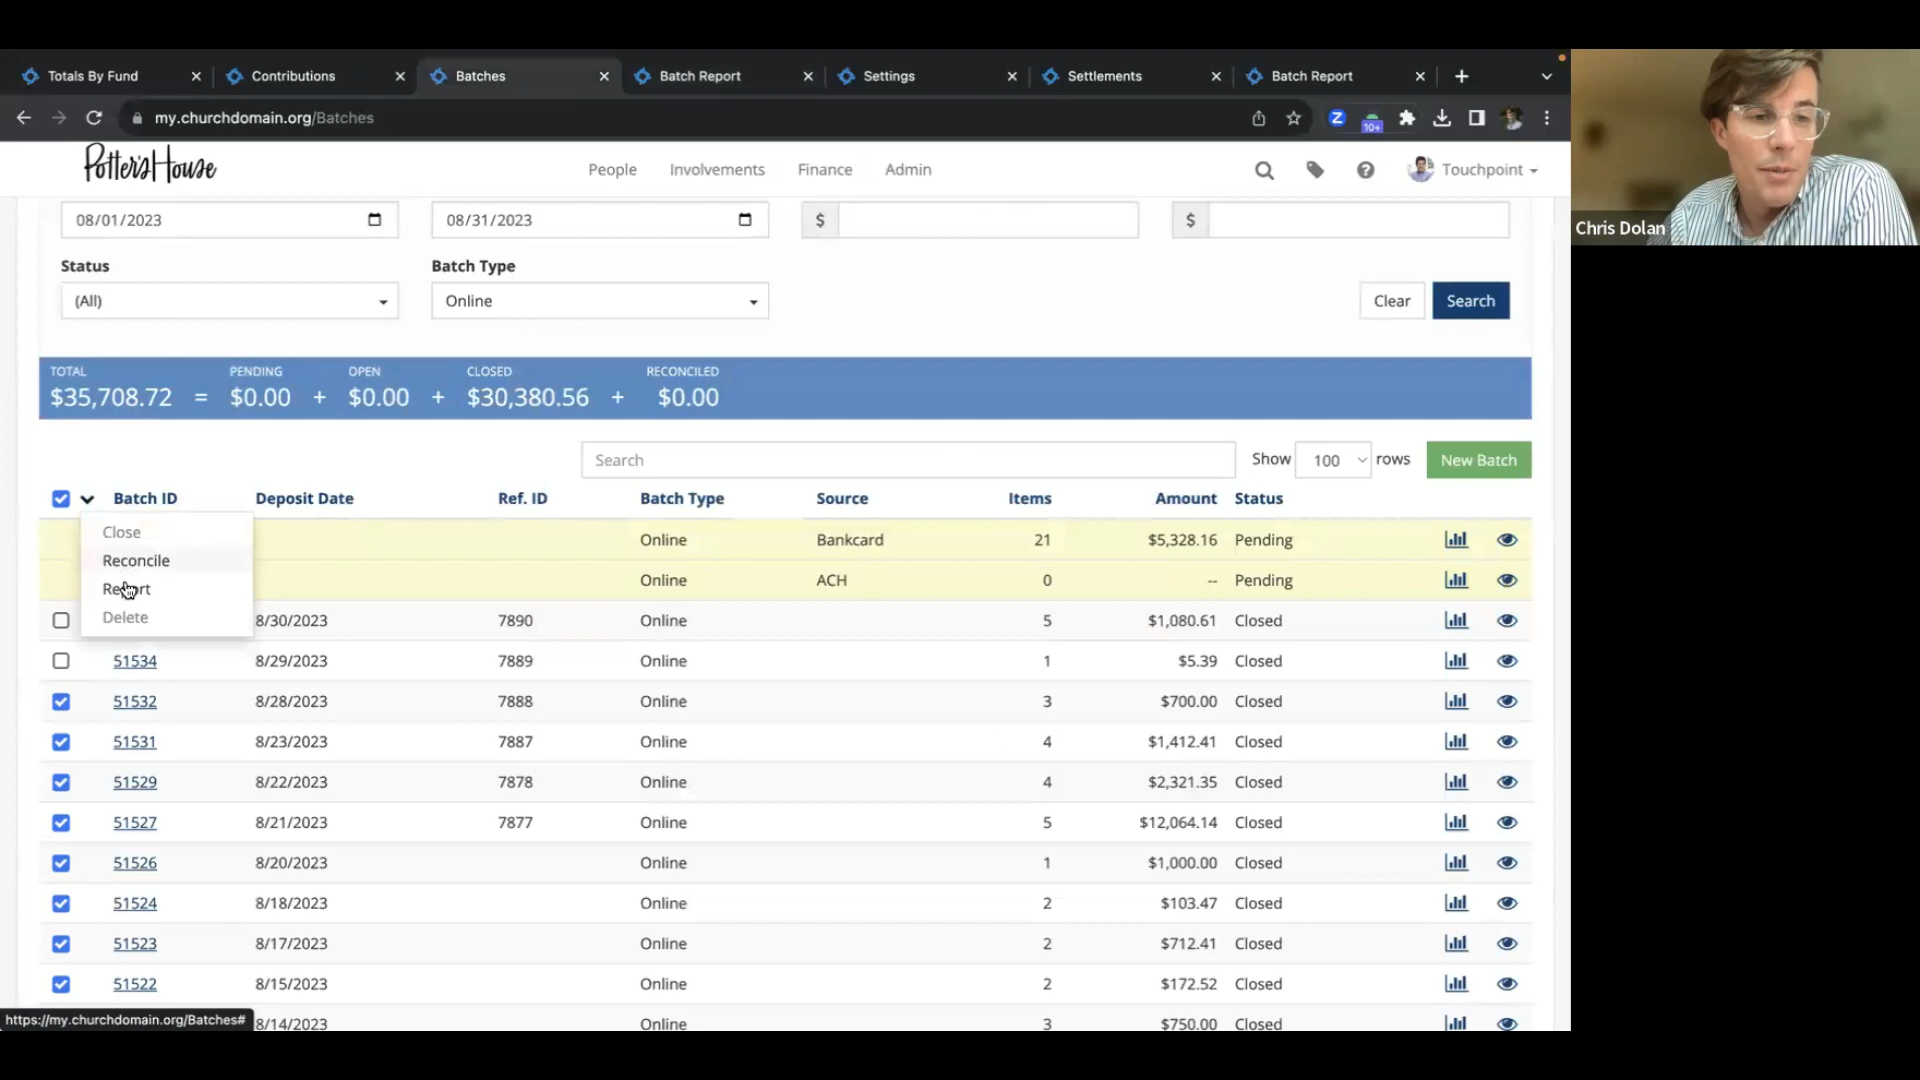 Totals By Fund Contributions Batches Batch Report Settings Settlements Batch Report
my.churchdomain.org/Batches Z 10+
Potter's House People Involvements Finance Admin Touchpoint
Chris Dolan
08/01/2023 08/31/2023 $ $
Status Batch Type
(All) Online Clear Search
TOTAL PENDING OPEN CLOSED RECONCILED
$35,708.72 = $0.00 + $0.00 + $30,380.56 + $0.00
Search Show 100 rows New Batch
Batch ID Deposit Date Ref. ID Batch Type Source Items Amount Status
Close
Online Bankcard 21 $5,328.16 Pending
Reconcile
Online ACH 0 -- Pending
Delete
8/30/2023 7890 Online 5 $1,080.61 Closed
51534 8/29/2023 7889 Online 1 $5.39 Closed
51532 8/28/2023 7888 Online 3 $700.00 Closed
51531 8/23/2023 7887 Online 4 $1,412.41 Closed
51529 8/22/2023 7878 Online 4 $2,321.35 Closed
51527 8/21/2023 7877 Online 5 $12,064.14 Closed
51526 8/20/2023 Online 1 $1,000.00 Closed
51524 8/18/2023 Online 2 $103.47 Closed
51523 8/17/2023 Online 2 $712.41 Closed
51522 8/15/2023 Online 2 $172.52 Closed
https://my.churchdomain.org/Batches# 8/14/2023 Online 3 $750.00 Closed